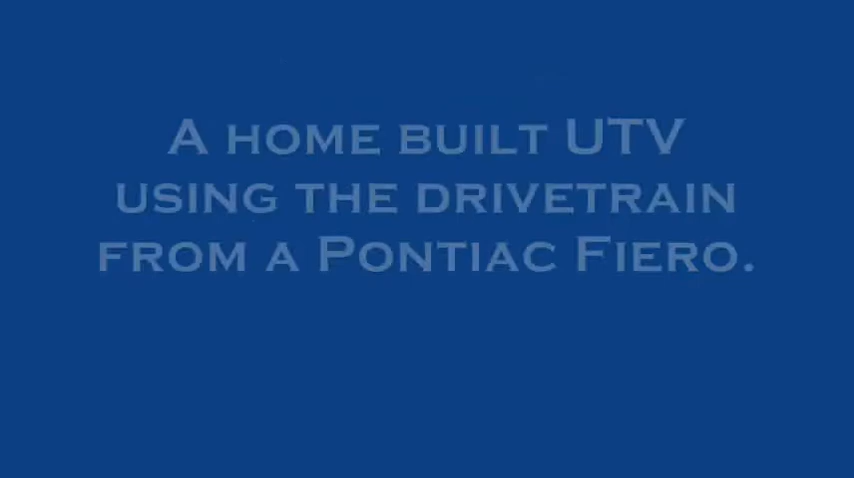 A home built UTV
using the drivetrain
from a Pontiac Fiero.